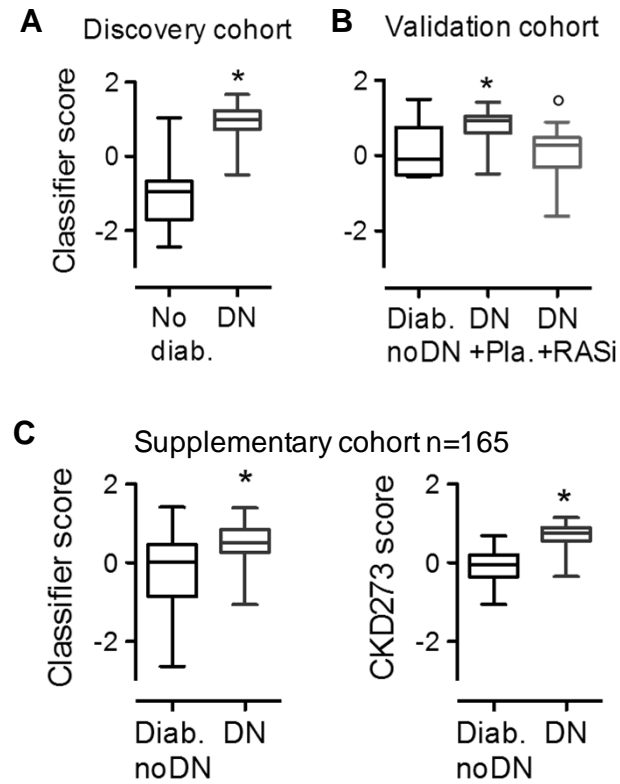 A Discovery cohort
B Validation cohort
Classifier score
2
0
-2
*
No diab.
DN
2
0
-2
*
Diab. noDN
DN +Pla.
DN +RASi
C
Supplementary cohort n=165
Classifier score
2
0
-2
*
Diab. noDN
DN
CKD273 score
2
0
-2
*
Diab. noDN
DN